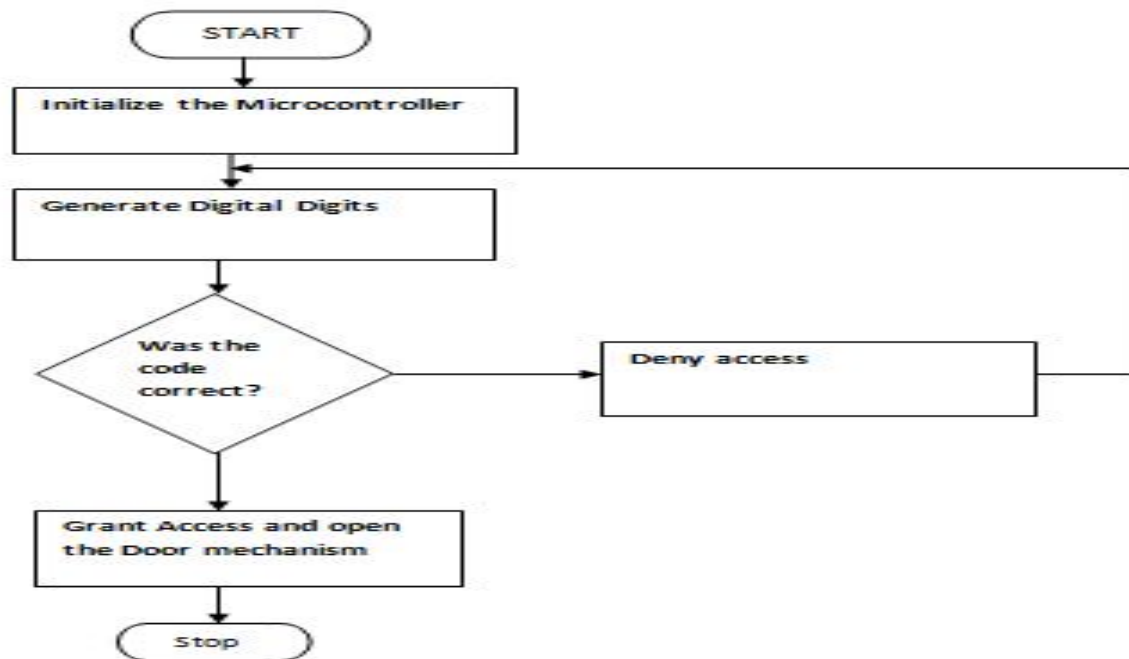 START
Initialize the Microcontroller
Generate Digital Digits
Was the
code
correct?
Deny access
Grant Access and open
the Door mechanism
Stop